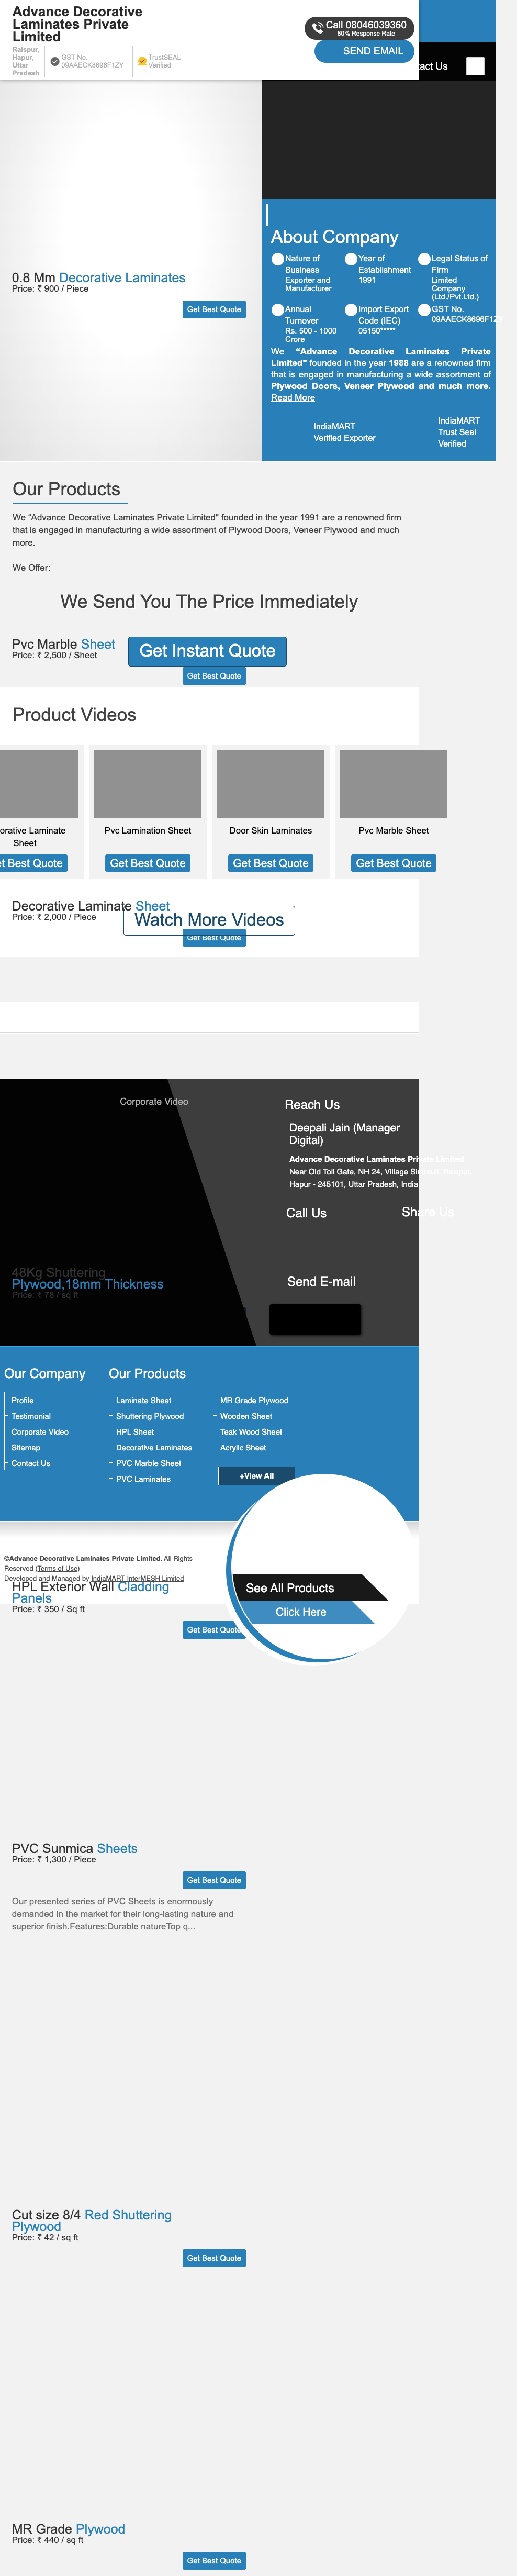 Advance Decorative
Laminates Private
Limited
Raispur,
Hapur,
Uttar
Pradesh
GST No.
09AAECK8696F1ZY
TrustSEAL
Verified
Call 08046039360
80% Response Rate
SEND EMAIL
act Us
0.8 Mm Decorative Laminates
Price: ₹ 900 / Piece
Get Best Quote
About Company
Nature of
Business
Exporter and
Manufacturer
Year of
Establishment
1991
Legal Status of
Firm
Limited
Company
(Ltd./Pvt.Ltd.)
Annual
Turnover
Rs. 500 - 1000
Crore
Import Export
Code (IEC)
05150*****
GST No.
09AAECK8696F1Z
We “Advance Decorative Laminates Private
Limited” founded in the year 1988 are a renowned firm
that is engaged in manufacturing a wide assortment of
Plywood Doors, Veneer Plywood and much more.
Read More
IndiaMART
Verified Exporter
IndiaMART
Trust Seal
Verified
Our Products
We "Advance Decorative Laminates Private Limited" founded in the year 1991 are a renowned firm
that is engaged in manufacturing a wide assortment of Plywood Doors, Veneer Plywood and much
more.
We Offer:
We Send You The Price Immediately
Pvc Marble Sheet
Price: ₹ 2,500 / Sheet
Get Instant Quote
Get Best Quote
Product Videos
orative Laminate
Sheet
t Best Quote
Pvc Lamination Sheet
Get Best Quote
Door Skin Laminates
Get Best Quote
Pvc Marble Sheet
Get Best Quote
Decorative Laminate Sheet
Price: ₹ 2,000 / Piece
Watch More Videos
Get Best Quote
Corporate Video
Reach Us
Deepali Jain (Manager
Digital)
Advance Decorative Laminates Private Limited
Near Old Toll Gate, NH 24, Village Si
Hapur - 245101, Uttar Pradesh, India
Call Us
Share Us
48Kg Shuttering
Plywood,18mm Thickness
Price: ₹ 78 / sq ft
Send E-mail
Our Company
Profile
Testimonial
Corporate Video
Sitemap
Contact Us
Our Products
Laminate Sheet
Shuttering Plywood
HPL Sheet
Decorative Laminates
PVC Marble Sheet
PVC Laminates
MR Grade Plywood
Wooden Sheet
Teak Wood Sheet
Acrylic Sheet
+View All
©Advance Decorative Laminates Private Limited. All Rights
Reserved (Terms of Use)
Developed and Managed by IndiaMART InterMESH Limited
HPL Exterior Wall Cladding
Panels
Price: ₹ 350 / Sq ft
Get Best Quote
See All Products
Click Here
PVC Sunmica Sheets
Price: ₹ 1,300 / Piece
Get Best Quote
Our presented series of PVC Sheets is enormously
demanded in the market for their long-lasting nature and
superior finish.Features:Durable natureTop q...
Cut size 8/4 Red Shuttering
Plywood
Price: ₹ 42 / sq ft
Get Best Quote
MR Grade Plywood
Price: ₹ 440 / sq ft
Get Best Quote